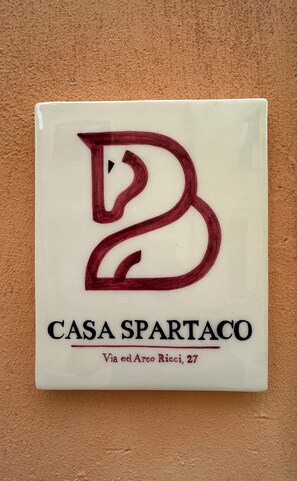 CASA SPARTACO
Via ed Arco Ricci, 27